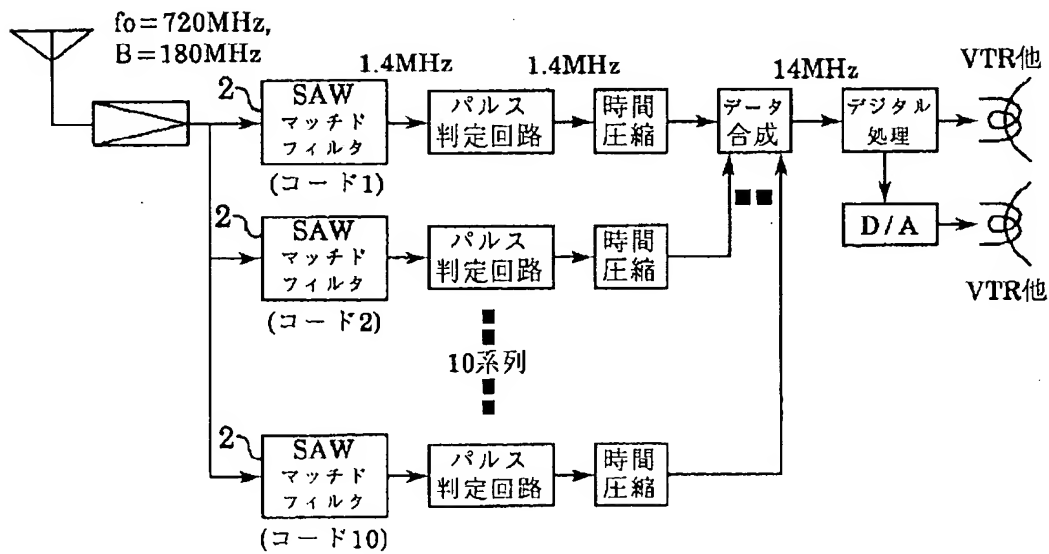 fo=720MHz,
B=180MHz
1.4MHz
1.4MHz
14MHz
VTR他
2
SAW
マッチド
フィルタ
(コード1)
パルス
判定回路
時間
圧縮
データ
合成
デジタル
処理
D/A
VTR他
2
SAW
マッチド
フィルタ
(コード2)
パルス
判定回路
時間
圧縮
10系列
2
SAW
マッチド
フィルタ
(コード10)
パルス
判定回路
時間
圧縮